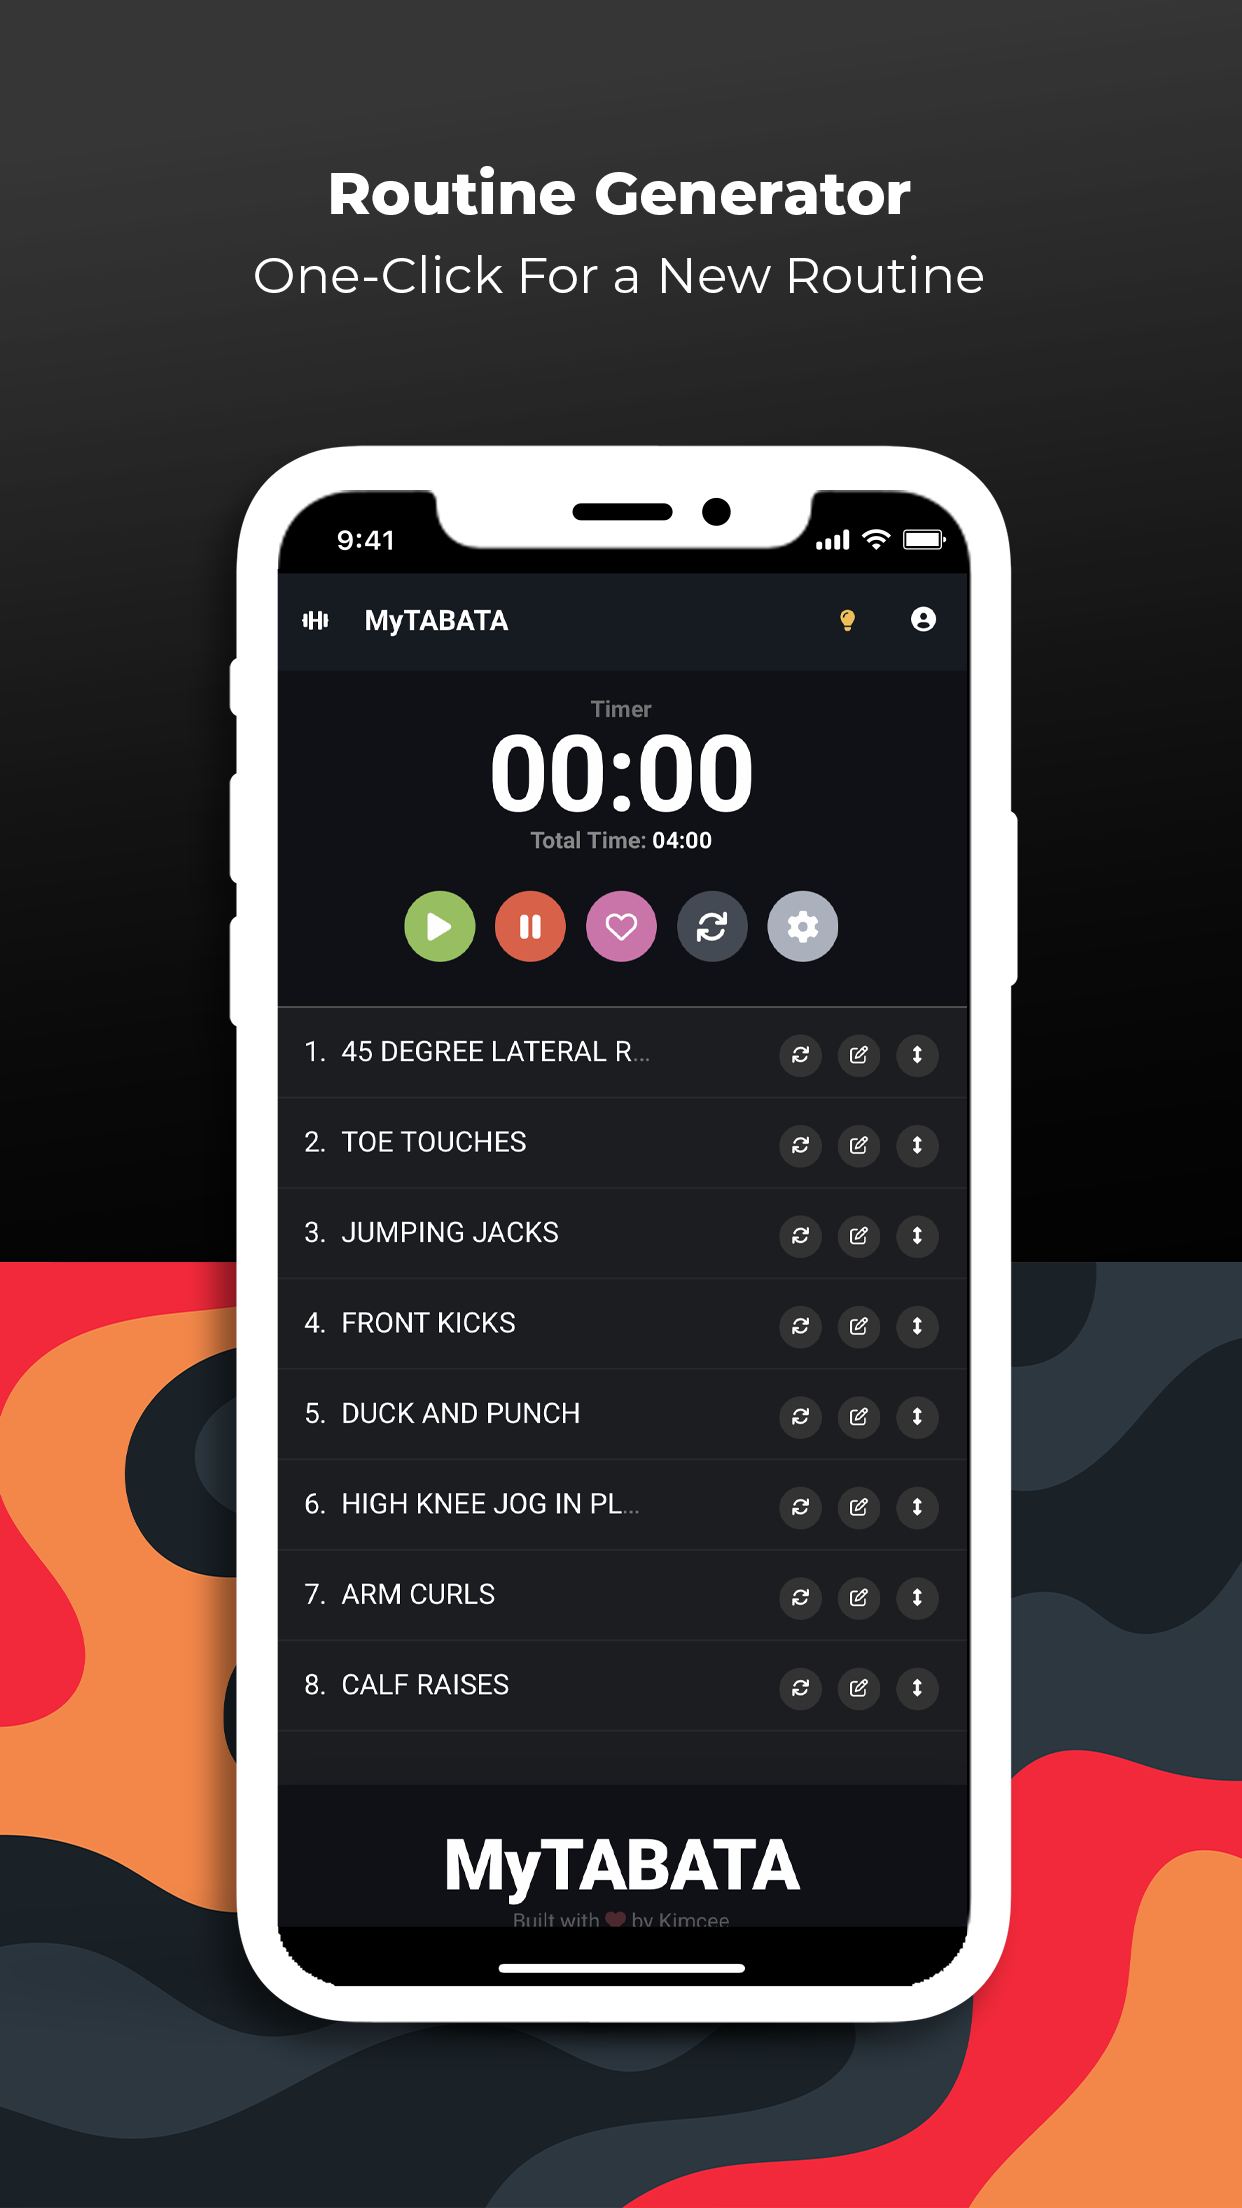 Routine Generator
One-Click For a New Routine
9:41
MyTABATA
Timer
00:00
Total Time: 04:00
1. 45 DEGREE LATERAL R...
2. TOE TOUCHES
3. JUMPING JACKS
4. FRONT KICKS
5. DUCK AND PUNCH
6. HIGH KNEE JOG IN PL...
7. ARM CURLS
8. CALF RAISES
MyTABATA
Built with ❤ by Kimcee